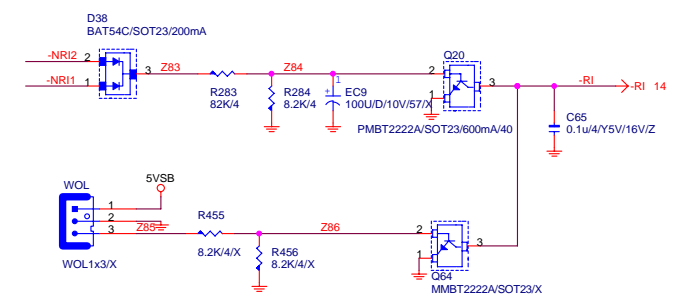 D38
BAT54C/SOT23/200mA
-NRI2 2
-NRI1 1
3 Z83
R283
82K/4
Z84
R284
8.2K/4
1
+
EC9
100U/D/10V/57/X
2
Q20
1
3
PMBT2222A/SOT23/600mA/40
-RI
-RI 14
C65
0.1u/4/Y5V/16V/Z
WOL
5VSB
1
2
3 Z85
WOL1x3/X
R455
8.2K/4/X
R456
8.2K/4/X
Z86
2
1
3
Q64
MMBT2222A/SOT23/X